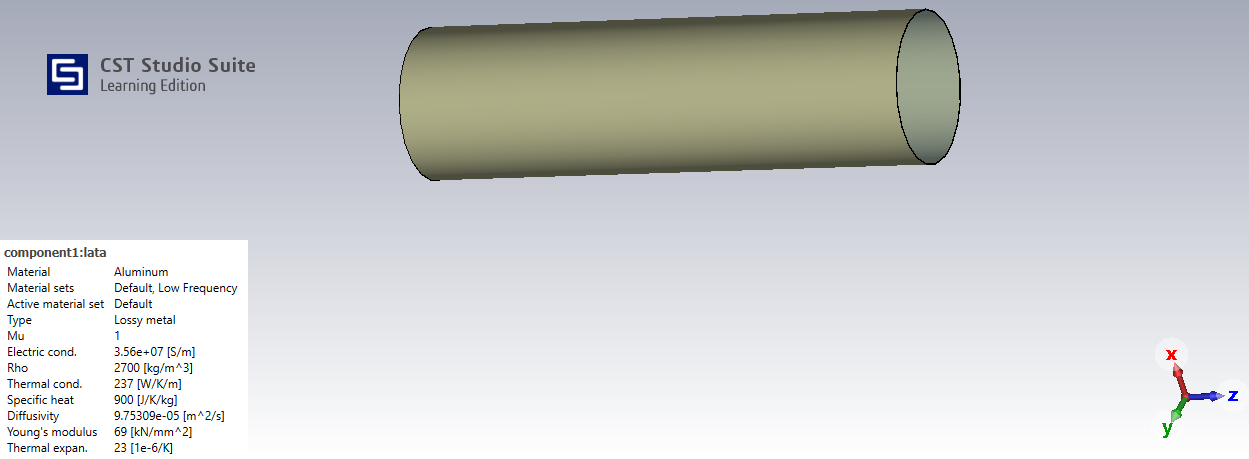 CST Studio Suite
Learning Edition
component1:lata
Material Aluminum
Material sets Default, Low Frequency
Active material set Default
Type Lossy metal
Mu 1
Electric cond. 3.56e+07 [S/m]
Rho 2700 [kg/m^3]
Thermal cond. 237 [W/K/m]
Specific heat 900 [J/K/kg]
Diffusivity 9.75309e-05 [m^2/s]
Young's modulus 69 [kN/mm^2]
Thermal expan. 23 [1e-6/K]
x
z
y